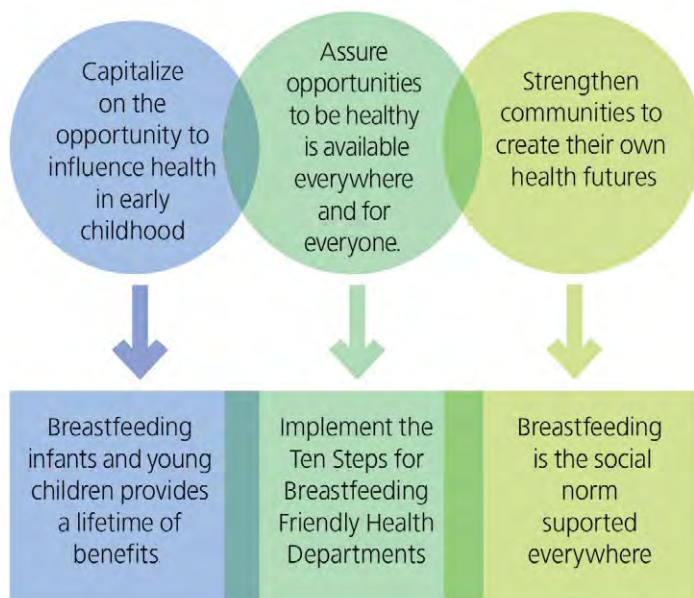 Capitalize
on the
opportunity to
influence health
in early
childhood
Assure
opportunities
to be healthy
is available
everywhere
and for
everyone.
Strengthen
communities to
create their own
health futures
Breastfeeding
infants and young
children provides
a lifetime of
benefits
Implement the
Ten Steps for
Breastfeeding
Friendly Health
Departments
Breastfeeding
is the social
norm
suported
everywhere